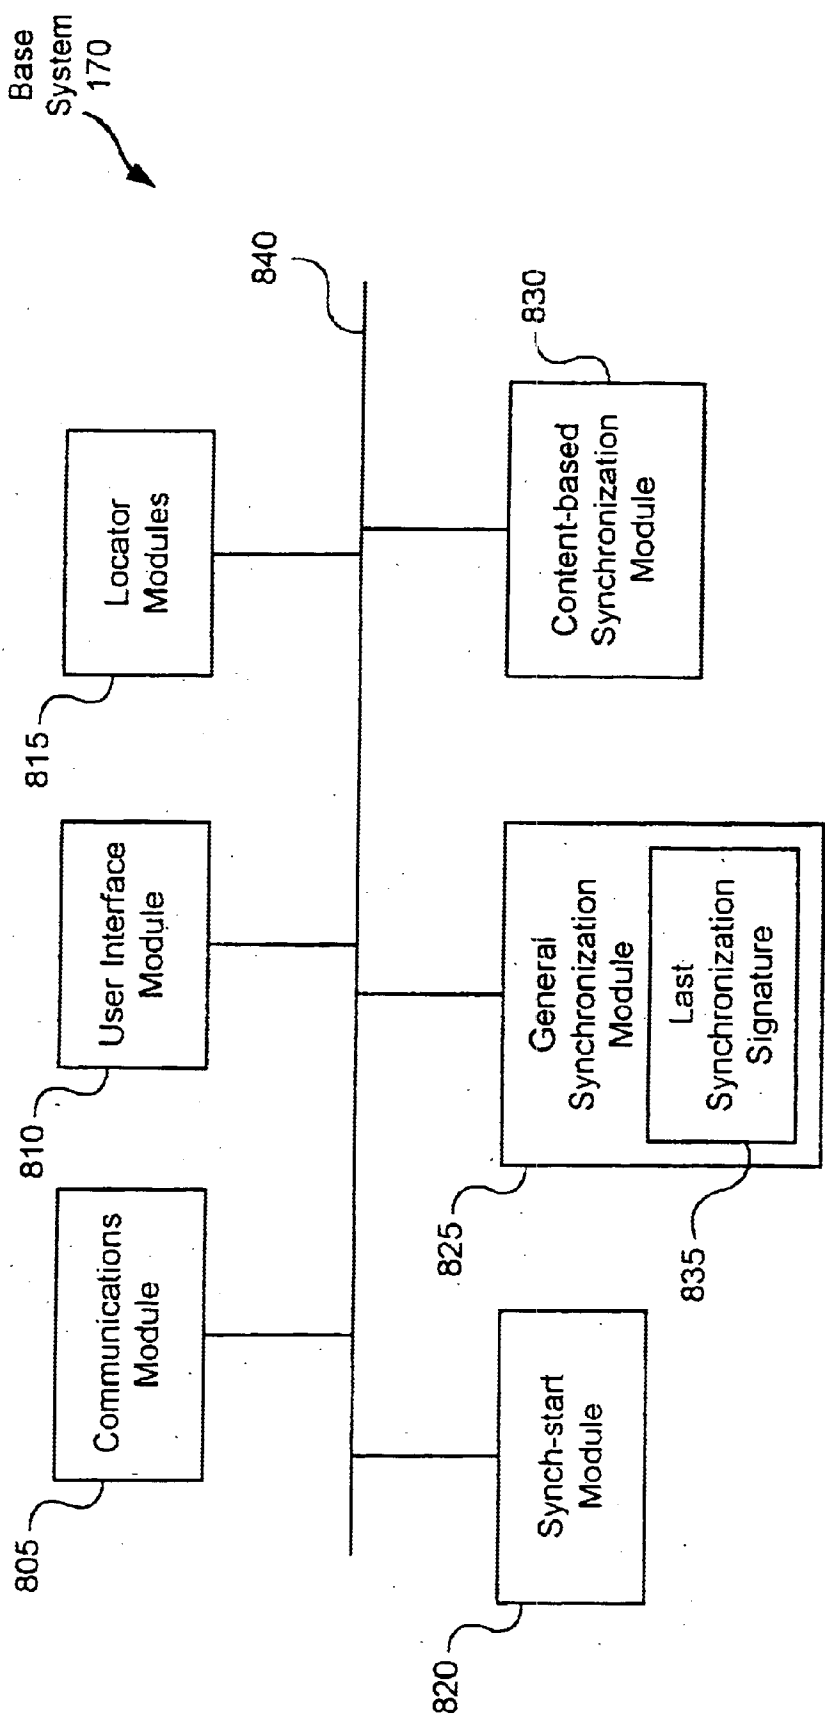 Base
System
170
805
Communications
Module
810
User Interface
Module
815
Locator
Modules
840
820
Synch-start
Module
825
General
Synchronization
Module
835
Last
Synchronization
Signature
830
Content-based
Synchronization
Module